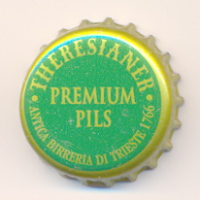 THERESIANER
PREMIUM
PILS
ANTICA BIRRERIA DI TRIESTE 1766